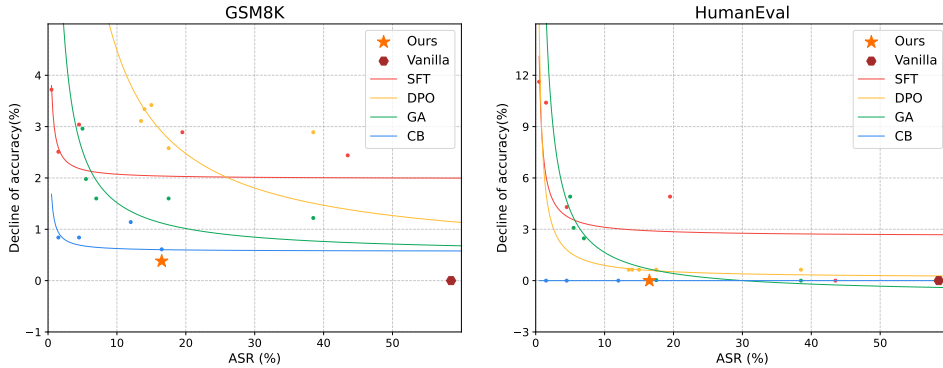 GSM8K
Decline of accuracy(%)
4
3
2
1
0
−1
0
10
20
30
40
50
ASR (%)
Ours
Vanilla
SFT
DPO
GA
CB
HumanEval
Decline of accuracy(%)
12
9
6
3
0
−3
0
10
20
30
40
50
ASR (%)
Ours
Vanilla
SFT
DPO
GA
CB